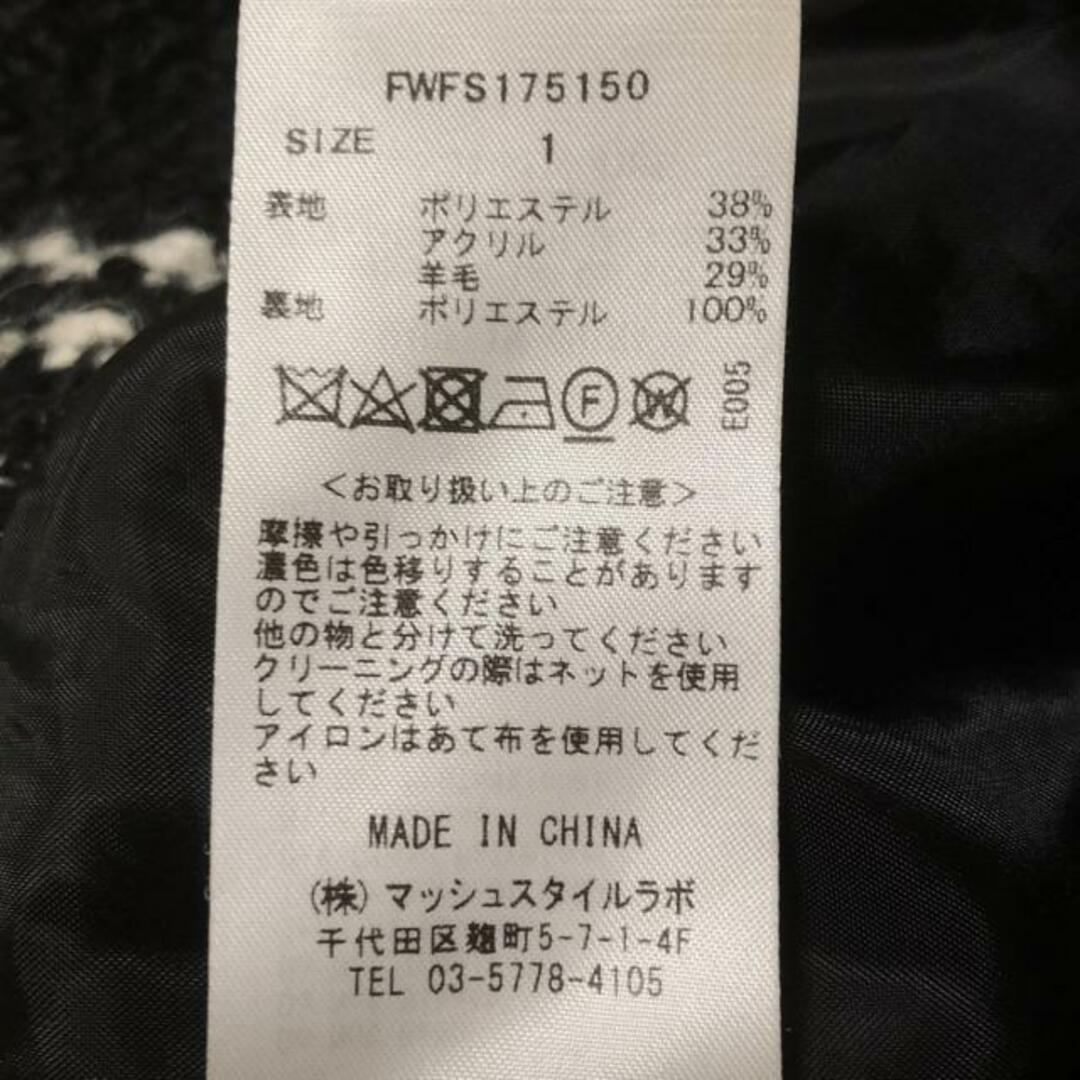 FWFS175150
SIZE 1
表地 ポリエステル 38%
アクリル 33%
羊毛 29%
裏地 ポリエステル 100%
F W E005
<お取り扱い上のご注意>
摩擦や引っかけにご注意ください
濃色は色移りすることがあります
のでご注意ください
他の物と分けて洗ってください
クリーニングの際はネットを使用
してください
アイロンはあて布を使用してくだ
さい
MADE IN CHINA
(株)マッシュスタイルラボ
千代田区麹町5-7-1-4F
TEL 03-5778-4105